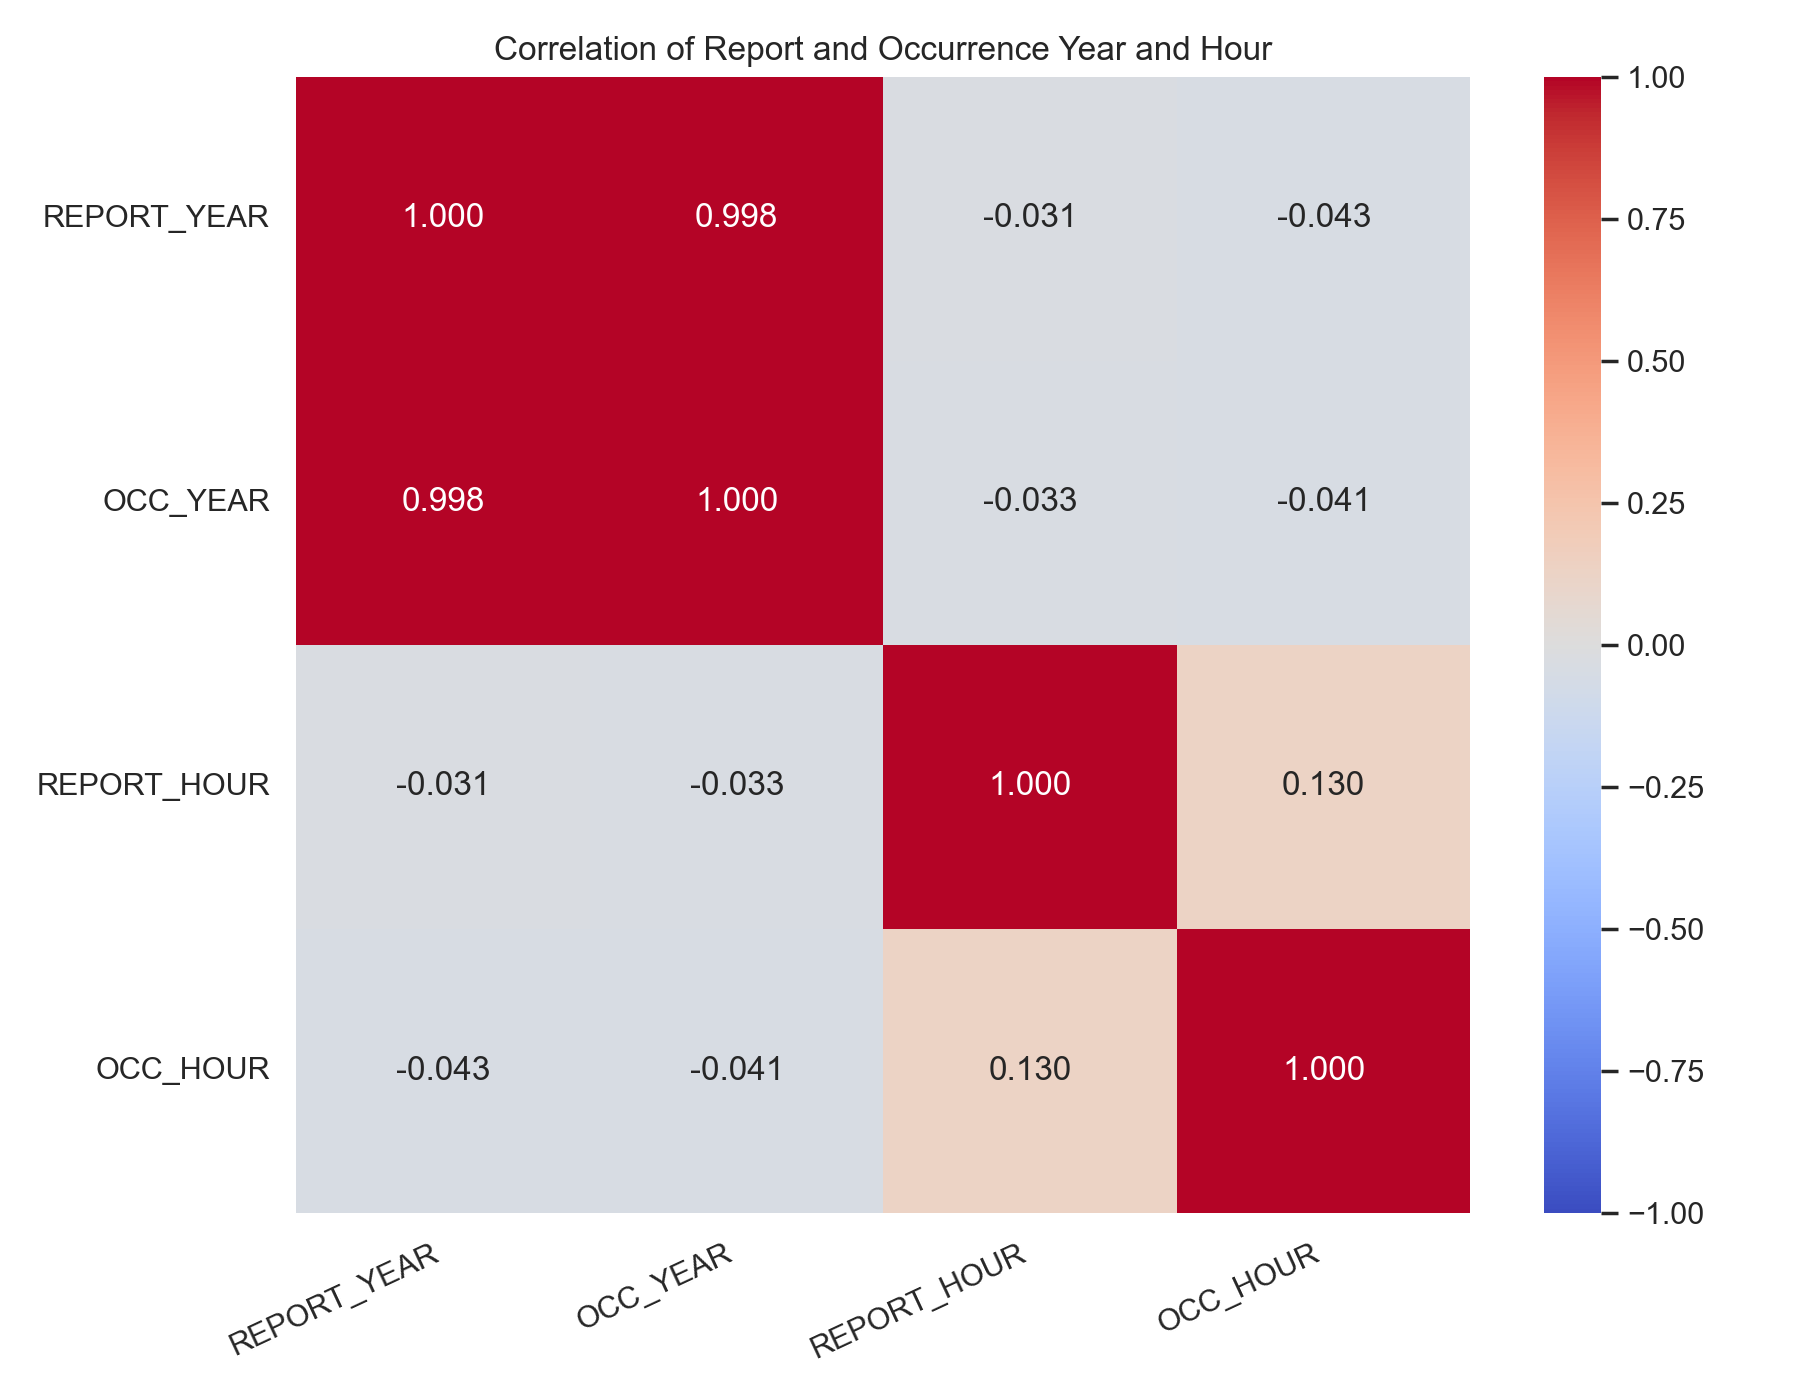 Correlation of Report and Occurrence Year and Hour
REPORT_YEAR 1.000 0.998 -0.031 -0.043
OCC_YEAR 0.998 1.000 -0.033 -0.041
REPORT_HOUR -0.031 -0.033 1.000 0.130
OCC_HOUR -0.043 -0.041 0.130 1.000
REPORT_YEAR OCC_YEAR REPORT_HOUR OCC_HOUR
1.00
0.75
0.50
0.25
0.00
−0.25
−0.50
−0.75
−1.00